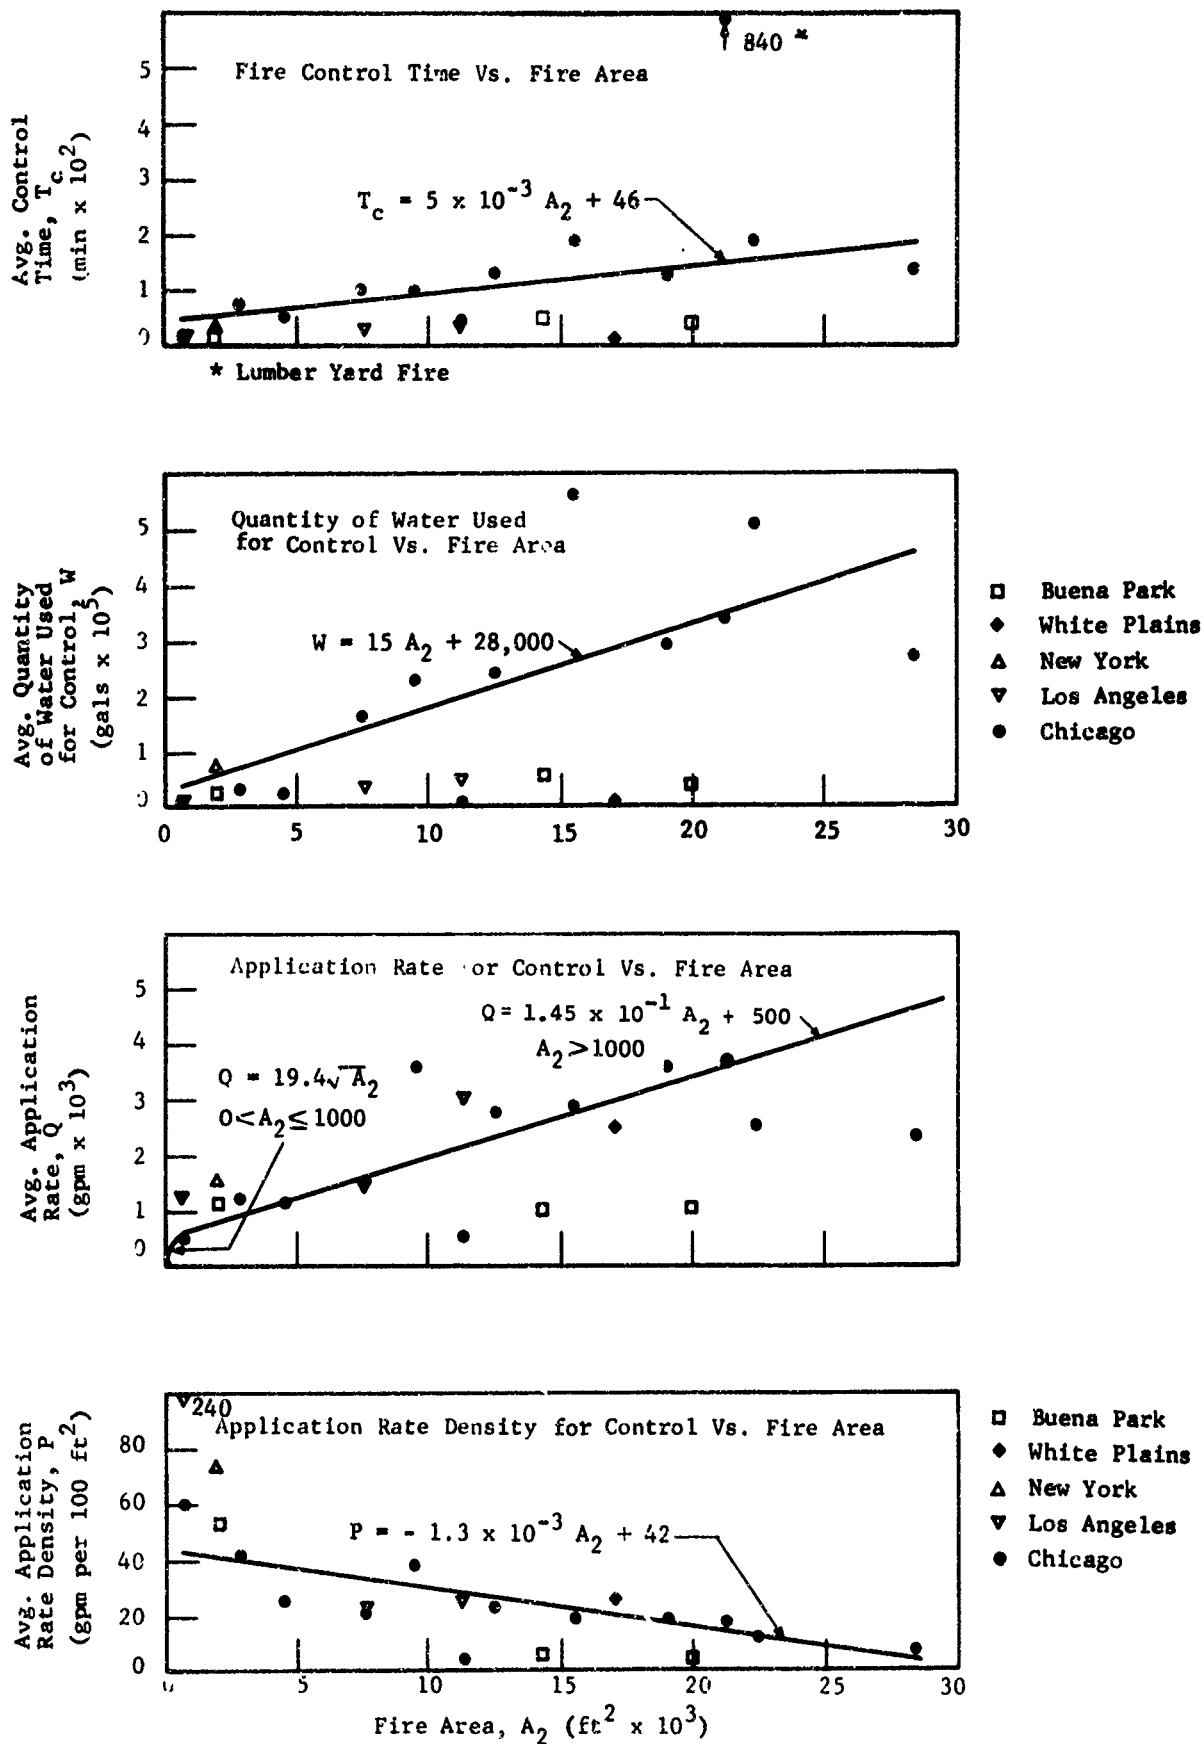 Fire Control Time Vs. Fire Area
840 *
Avg. Control
Time, Tc
(min x 10²)
5
4
3
2
1
0
Tc = 5 x 10⁻³ A₂ + 46
* Lumber Yard Fire
Quantity of Water Used
for Control Vs. Fire Area
Avg. Quantity
of Water Used
for Control, W
(gals x 10⁵)
5
4
3
2
1
0
W = 15 A₂ + 28,000
0 5 10 15 20 25 30
Buena Park
White Plains
New York
Los Angeles
Chicago
Application Rate or Control Vs. Fire Area
Avg. Application
Rate, Q
(gpm x 10³)
5
4
3
2
1
0
Q = 1.45 x 10⁻¹ A₂ + 500
A₂ > 1000
Q = 19.4√A₂
0 < A₂ ≤ 1000
240
Application Rate Density for Control Vs. Fire Area
Avg. Application
Rate Density, P
(gpm per 100 ft²)
80
60
40
20
0
P = - 1.3 x 10⁻³ A₂ + 42
0 5 10 15 20 25 30
Fire Area, A₂ (ft² x 10³)
Buena Park
White Plains
New York
Los Angeles
Chicago